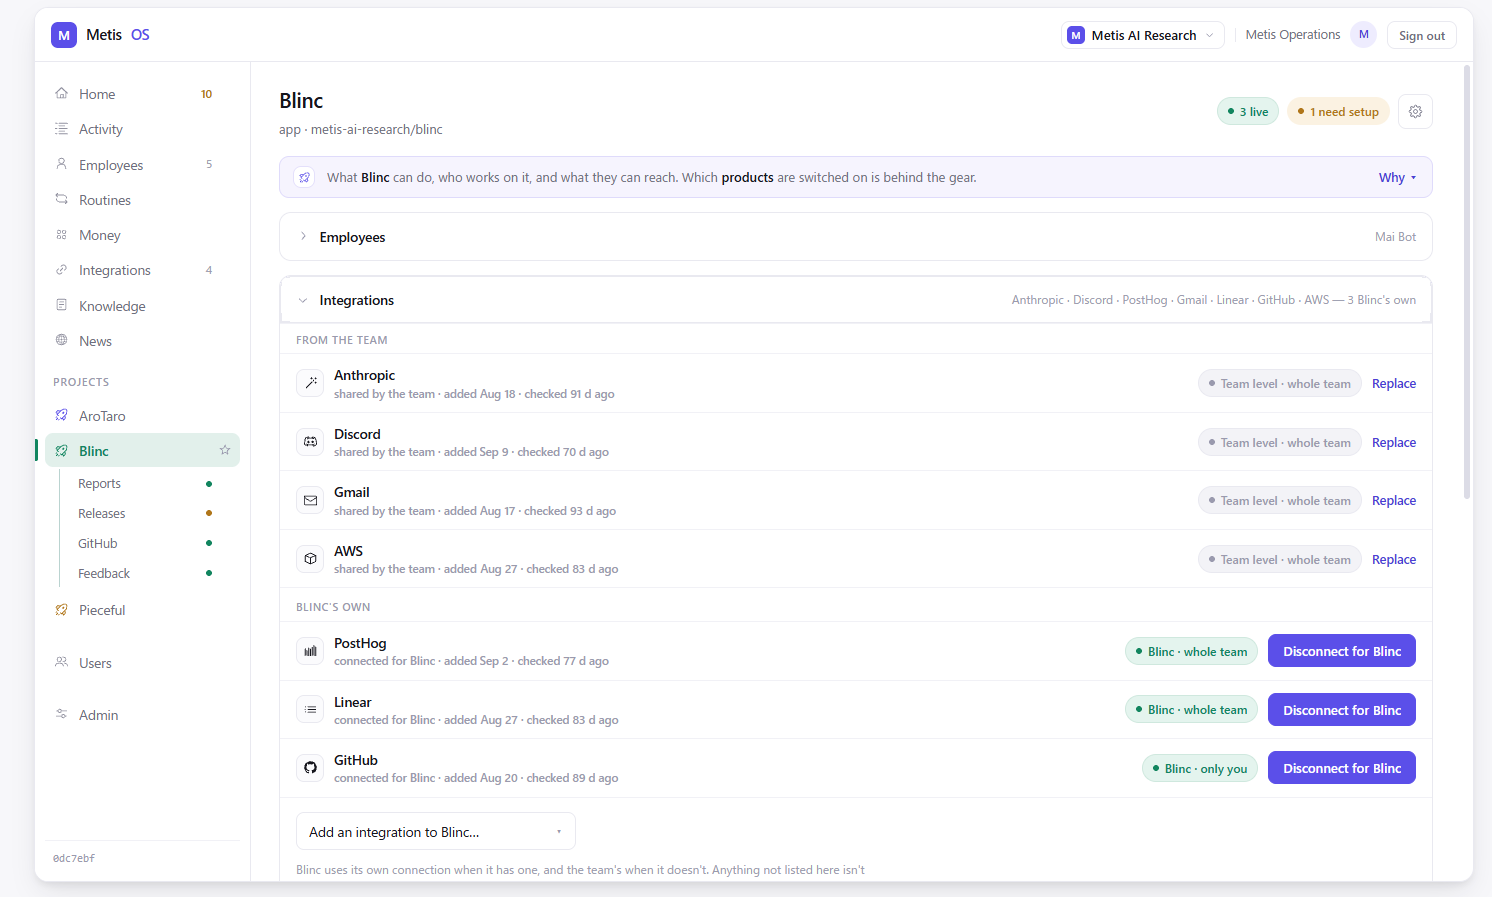 M Metis OS
M Metis AI Research
Metis Operations M Sign out
Home 10
Activity
Employees 5
Routines
Money
Integrations 4
Knowledge
News
PROJECTS
AroTaro
Blinc
Reports
Releases
GitHub
Feedback
Pieceful
Users
Admin
0dc7ebf
Blinc
app · metis-ai-research/blinc
3 live
1 need setup
What Blinc can do, who works on it, and what they can reach. Which products are switched on is behind the gear.
Why
Employees
Mai Bot
Integrations
Anthropic · Discord · PostHog · Gmail · Linear · GitHub · AWS — 3 Blinc's own
FROM THE TEAM
Anthropic
shared by the team · added Aug 18 · checked 91 d ago
Team level · whole team Replace
Discord
shared by the team · added Sep 9 · checked 70 d ago
Team level · whole team Replace
Gmail
shared by the team · added Aug 17 · checked 93 d ago
Team level · whole team Replace
AWS
shared by the team · added Aug 27 · checked 83 d ago
Team level · whole team Replace
BLINC'S OWN
PostHog
connected for Blinc · added Sep 2 · checked 77 d ago
Blinc · whole team Disconnect for Blinc
Linear
connected for Blinc · added Aug 27 · checked 83 d ago
Blinc · whole team Disconnect for Blinc
GitHub
connected for Blinc · added Aug 20 · checked 89 d ago
Blinc · only you Disconnect for Blinc
Add an integration to Blinc...
Blinc uses its own connection when it has one, and the team's when it doesn't. Anything not listed here isn't